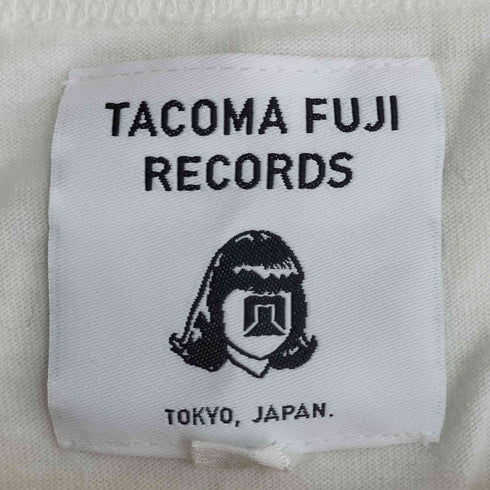 TACOMA FUJI
RECORDS
TOKYO, JAPAN.